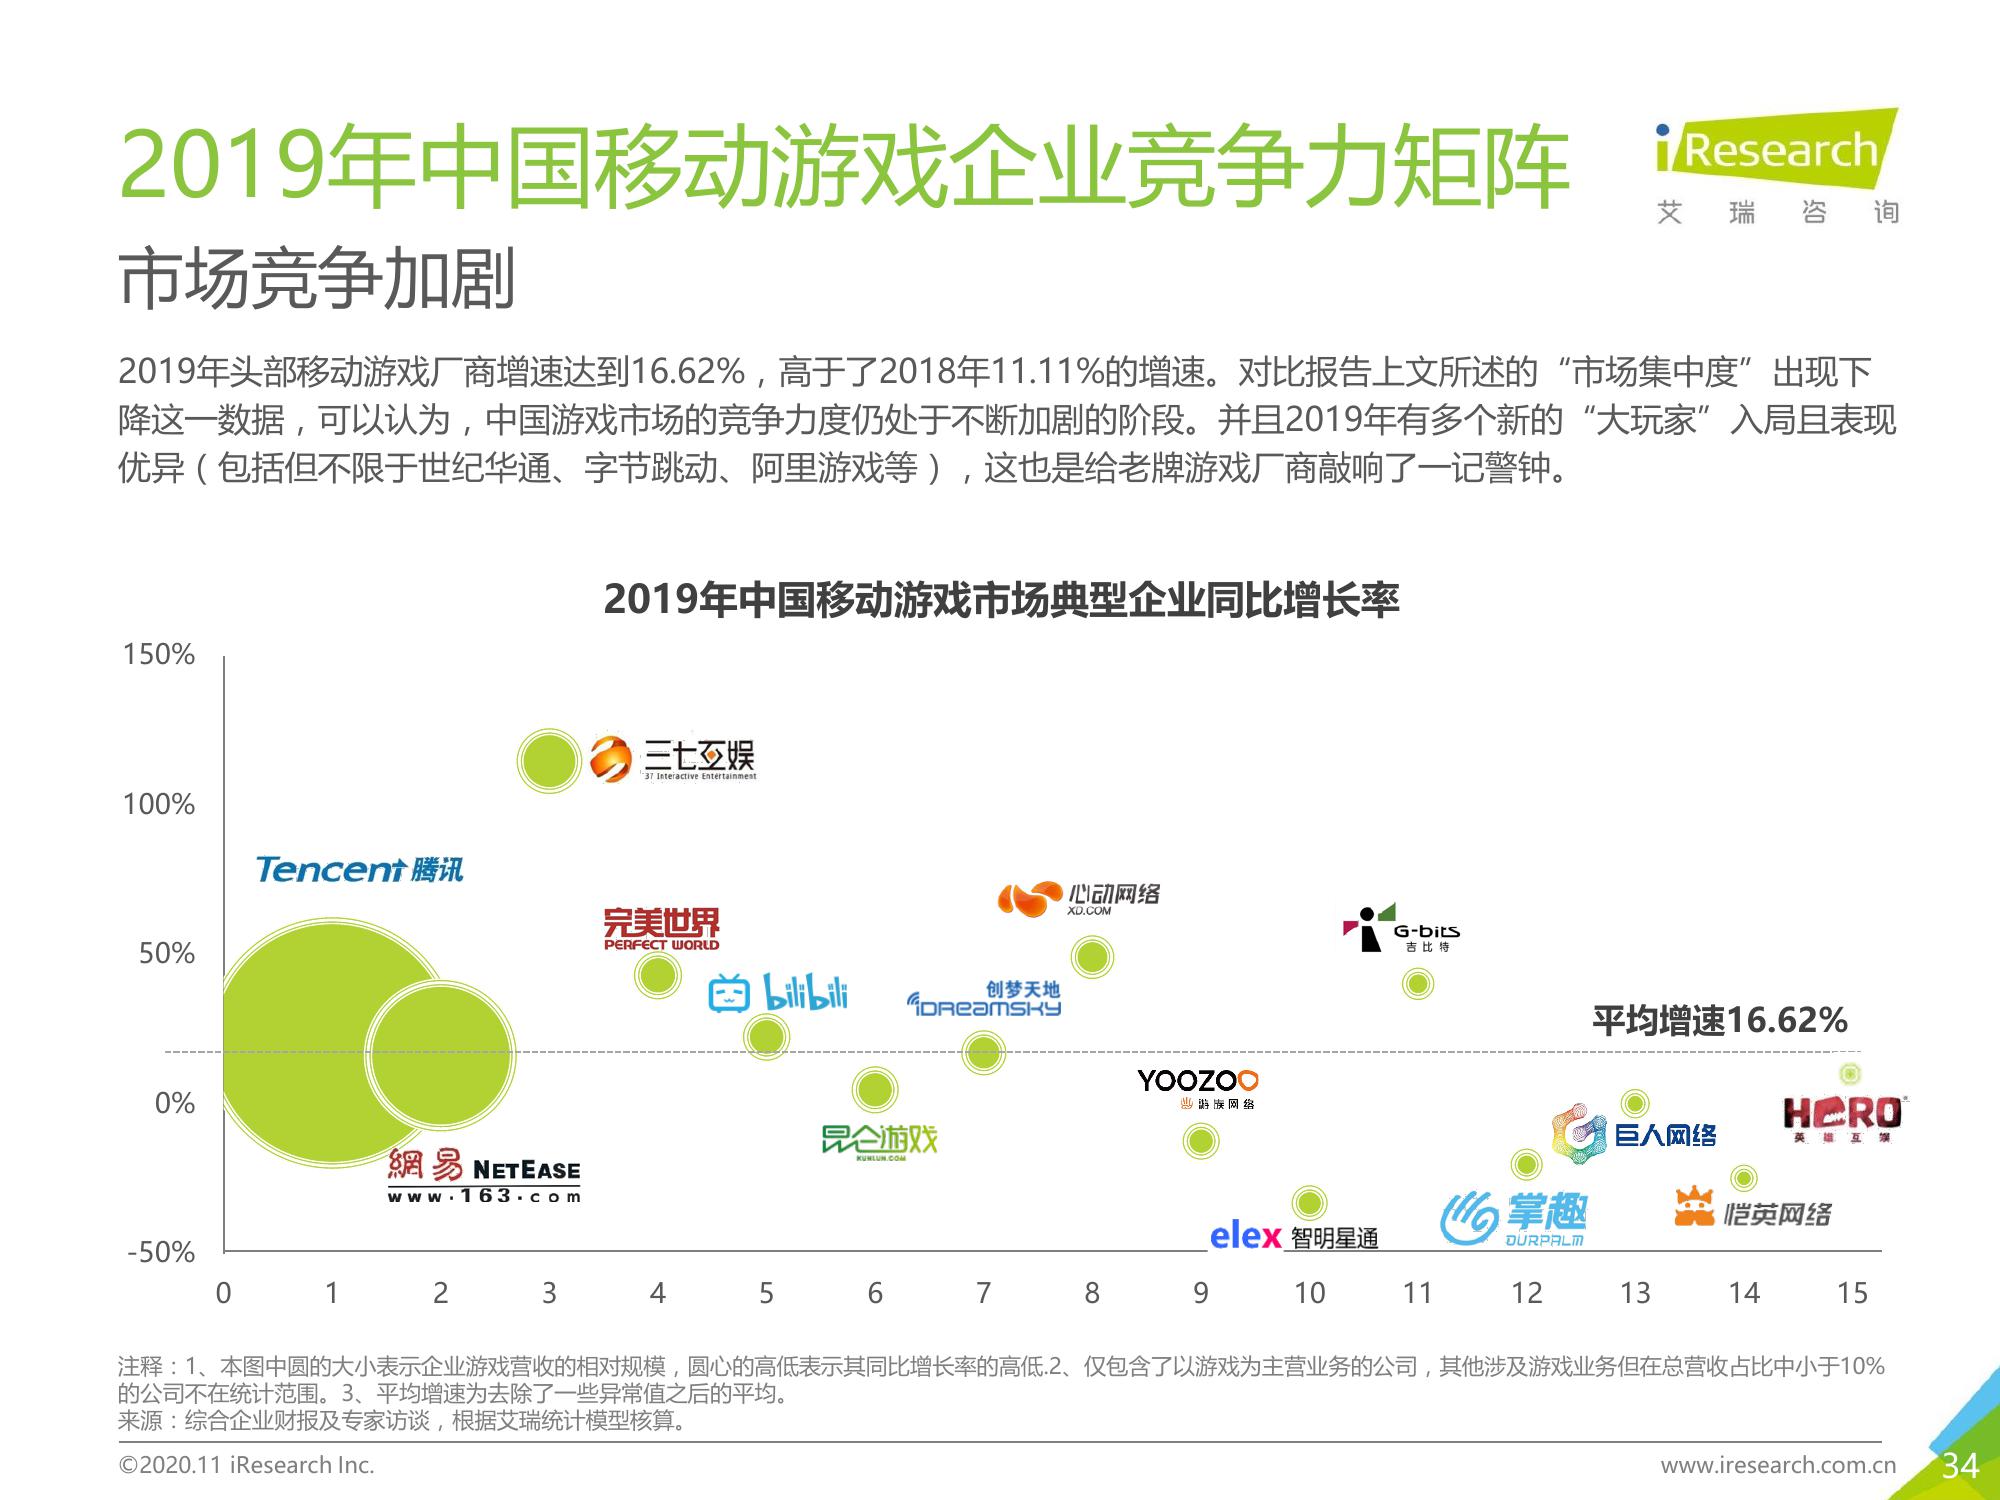 2019年中国移动游戏企业竞争力矩阵
iResearch
艾 瑞 咨 询
市场竞争加剧
2019年头部移动游戏厂商增速达到16.62%，高于了2018年11.11%的增速。对比报告上文所述的“市场集中度”出现下
降这一数据，可以认为，中国游戏市场的竞争力度仍处于不断加剧的阶段。并且2019年有多个新的“大玩家”入局且表现
优异（包括但不限于世纪华通、字节跳动、阿里游戏等），这也是给老牌游戏厂商敲响了一记警钟。
2019年中国移动游戏市场典型企业同比增长率
150%
100%
50%
0%
-50%
三七互娱
37 Interactive Entertainment
Tencent 腾讯
完美世界
PERFECT WORLD
bilibili
创梦天地
iDREAMSKY
心动网络
XD.COM
G-bits
吉比特
平均增速16.62%
YOOZOO
游族网络
昆仑游戏
KUNLUN.COM
網易 NETEASE
www.163.com
elex 智明星通
掌趣
OURPALM
巨人网络
恺英网络
HERO
英雄互娱
0 1 2 3 4 5 6 7 8 9 10 11 12 13 14 15
注释：1、本图中圆的大小表示企业游戏营收的相对规模，圆心的高低表示其同比增长率的高低.2、仅包含了以游戏为主营业务的公司，其他涉及游戏业务但在总营收占比中小于10%
的公司不在统计范围。3、平均增速为去除了一些异常值之后的平均。
来源：综合企业财报及专家访谈，根据艾瑞统计模型核算。
©2020.11 iResearch Inc.
www.iresearch.com.cn
34